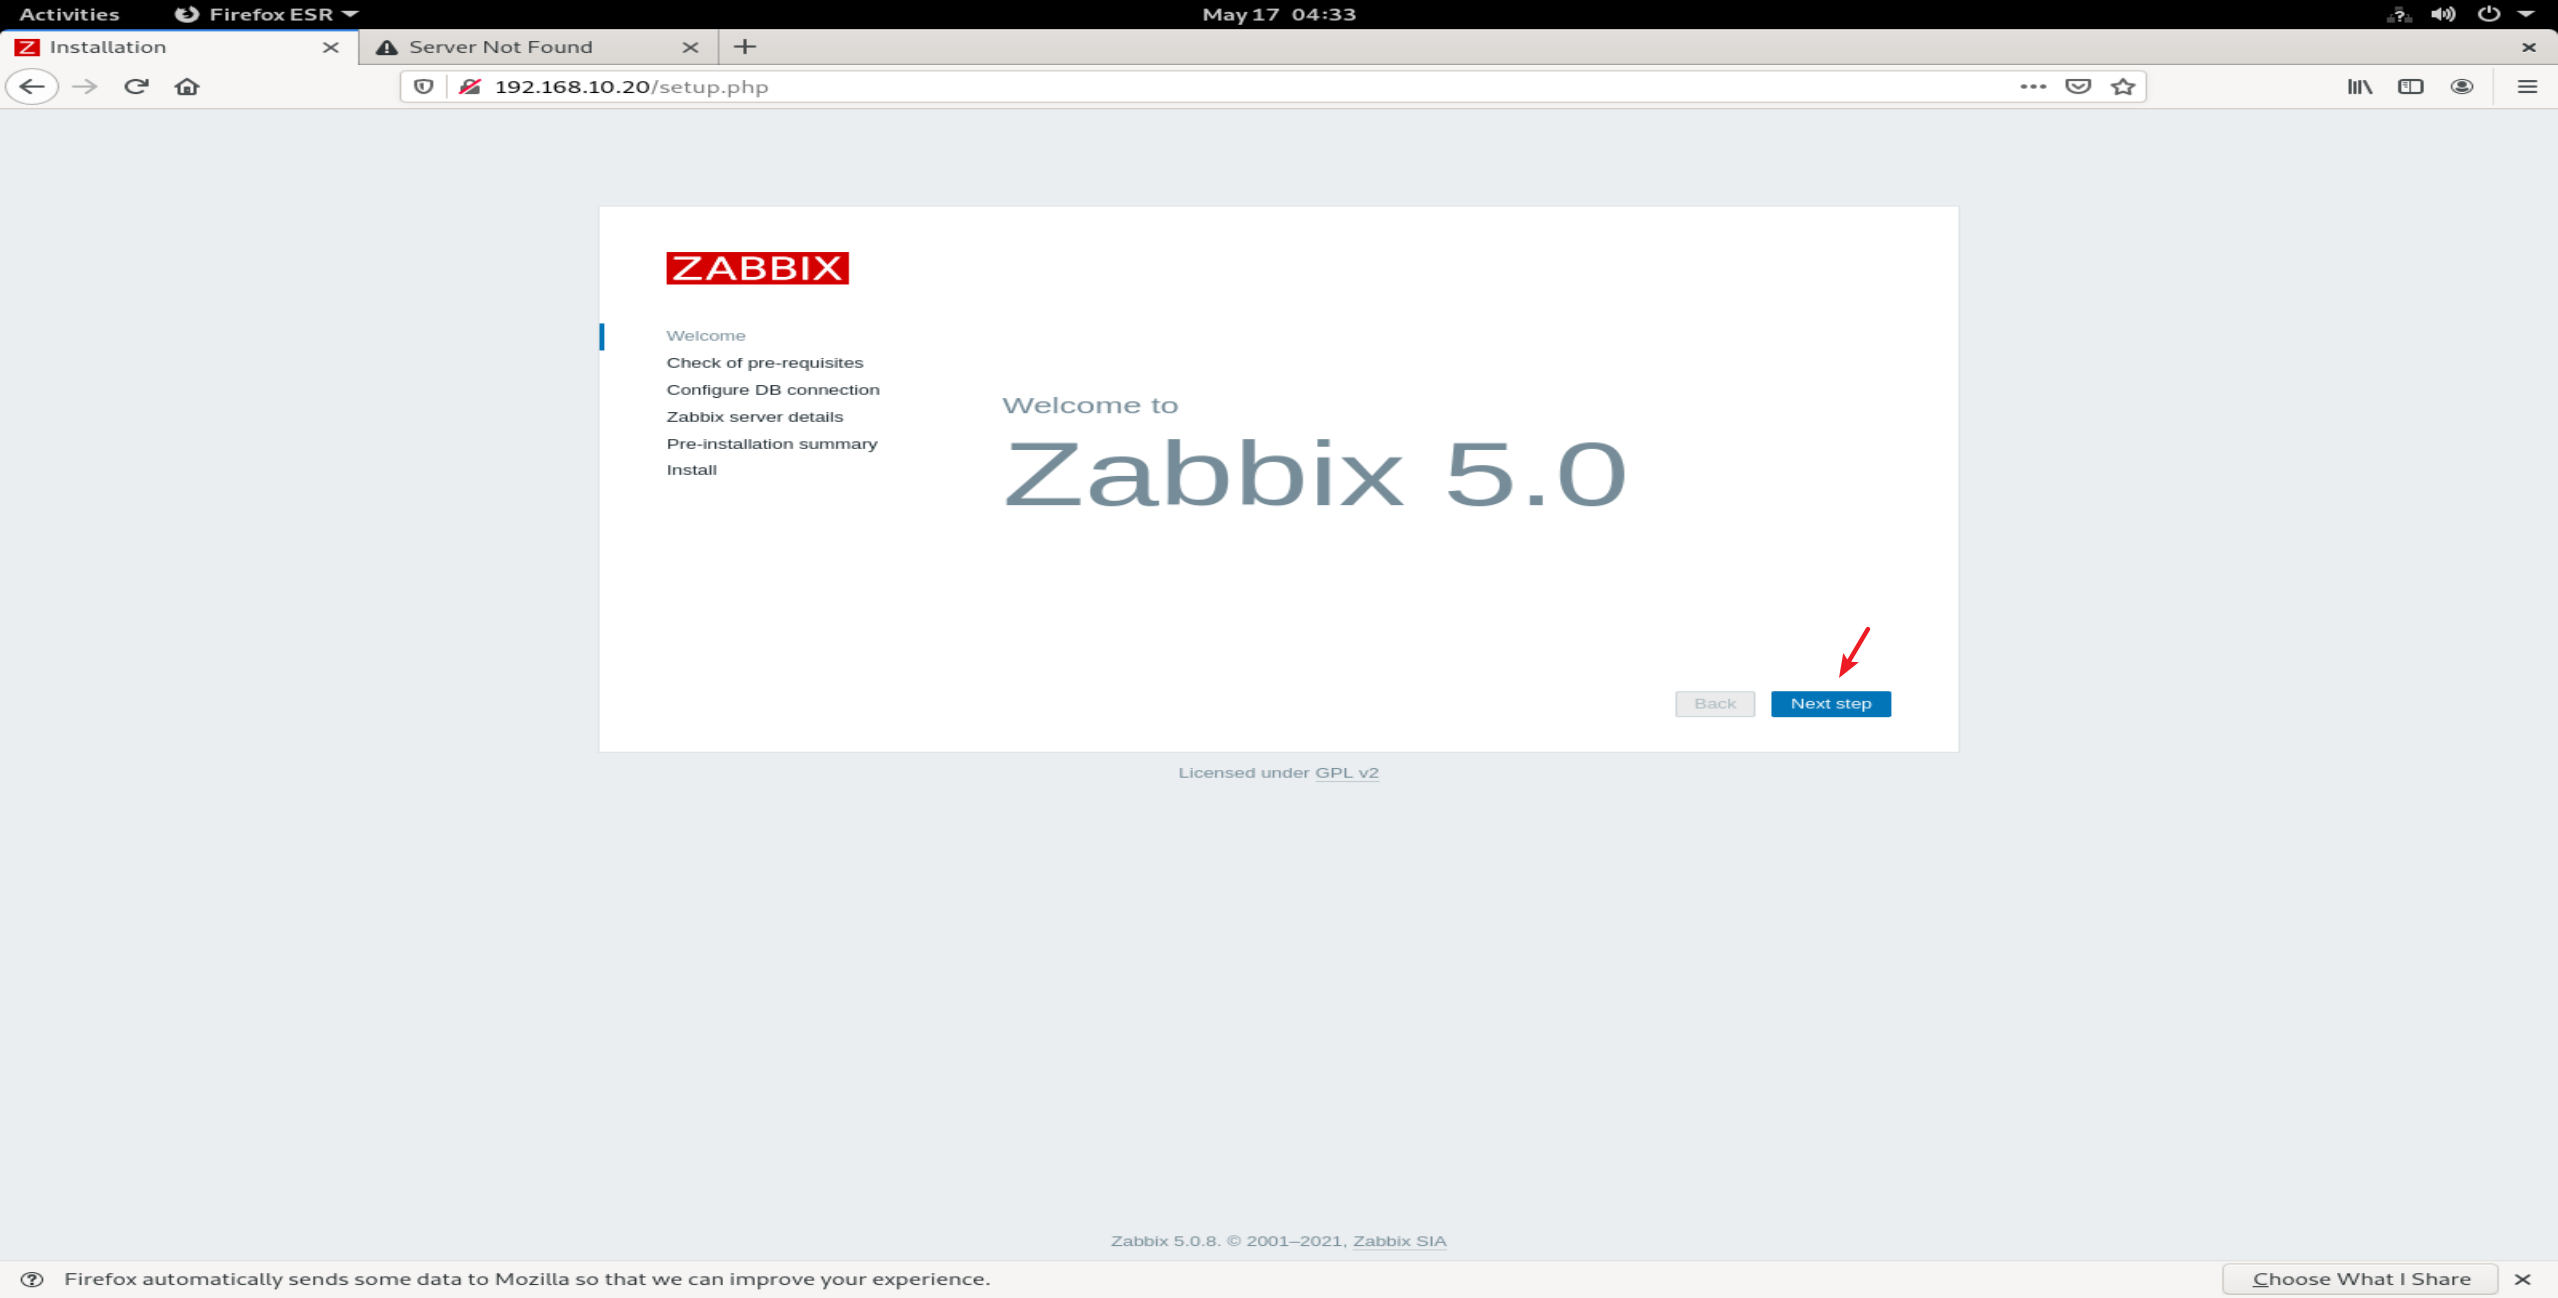 Activities Firefox ESR May 17 04:33
Z Installation Server Not Found
192.168.10.20/setup.php
ZABBIX
Welcome
Check of pre-requisites
Configure DB connection
Zabbix server details
Pre-installation summary
Install
Welcome to
Zabbix 5.0
Back Next step
Licensed under GPL v2
Zabbix 5.0.8. © 2001–2021, Zabbix SIA
Firefox automatically sends some data to Mozilla so that we can improve your experience. Choose What I Share